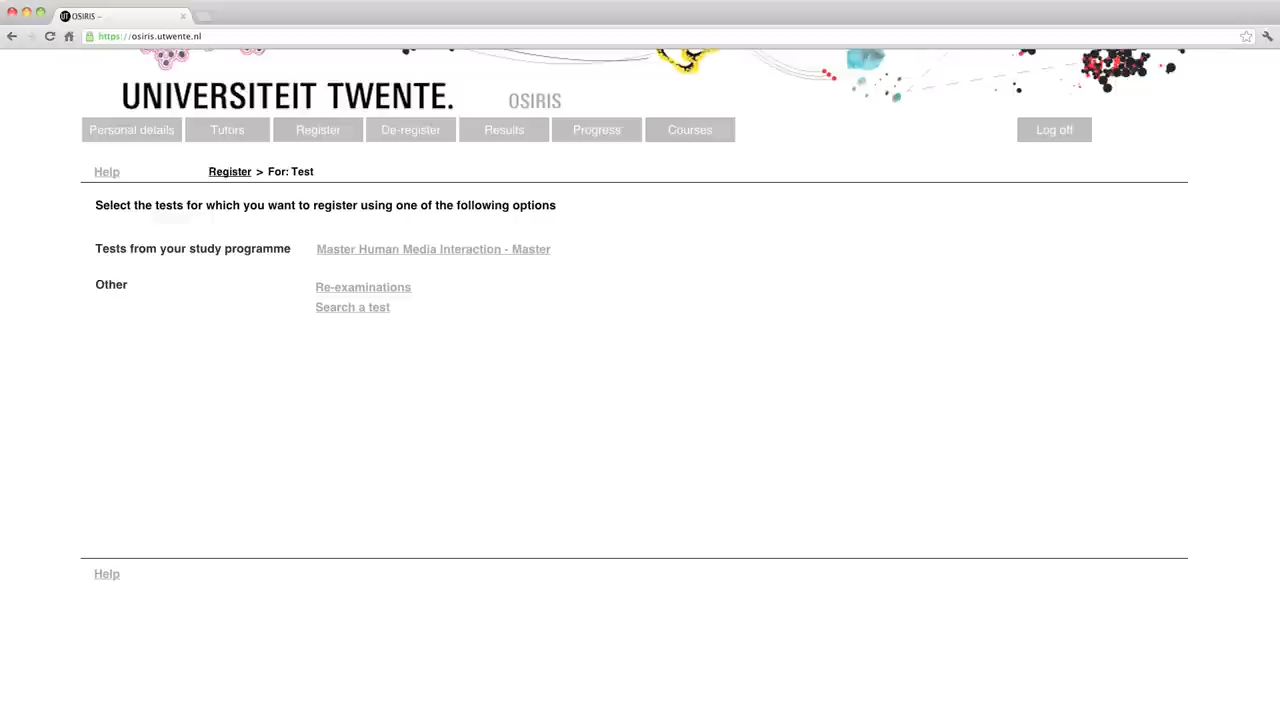 UT OSIRIS –
https://osiris.utwente.nl
UNIVERSITEIT TWENTE. OSIRIS
Personal details Tutors Register De-register Results Progress Courses Log off
Help Register > For: Test
Select the tests for which you want to register using one of the following options
Tests from your study programme Master Human Media Interaction - Master
Other Re-examinations
Search a test
Help